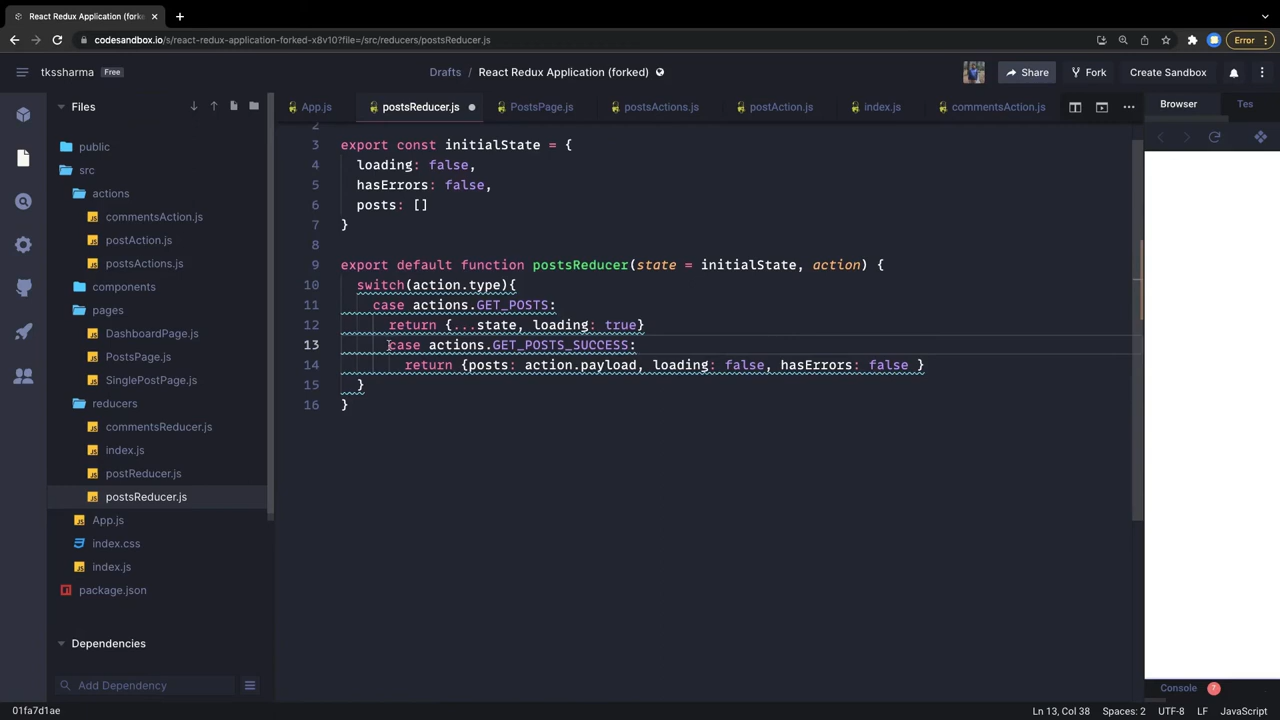 React Redux Application (forked
codesandbox.io/s/react-redux-application-forked-x8v10?file=/src/reducers/postsReducer.js
Error
tkssharma Free
Drafts / React Redux Application (forked)
Share
Fork
Create Sandbox
Files
App.js
postsReducer.js
PostsPage.js
postsActions.js
postAction.js
index.js
commentsAction.js
Browser
Tes
public
src
actions
commentsAction.js
postAction.js
postsActions.js
components
pages
DashboardPage.js
PostsPage.js
SinglePostPage.js
reducers
commentsReducer.js
index.js
postReducer.js
postsReducer.js
App.js
index.css
index.js
package.json
Dependencies
Add Dependency
2
3 export const initialState = {
4 loading: false,
5 hasErrors: false,
6 posts: []
7 }
8
9 export default function postsReducer(state = initialState, action) {
10 switch(action.type){
11 case actions.GET_POSTS:
12 return {...state, loading: true}
13 case actions.GET_POSTS_SUCCESS:
14 return {posts: action.payload, loading: false, hasErrors: false }
15 }
16 }
Console 7
01fa7d1ae
Ln 13, Col 38 Spaces: 2 UTF-8 LF JavaScript